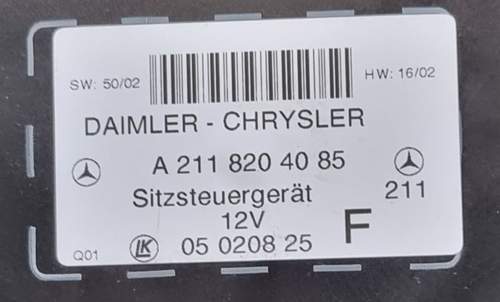 SW: 50/02 HW: 16/02
DAIMLER - CHRYSLER
A 211 820 40 85
Sitzsteuergerät 211
12V
Q01 LK 05 0208 25 F